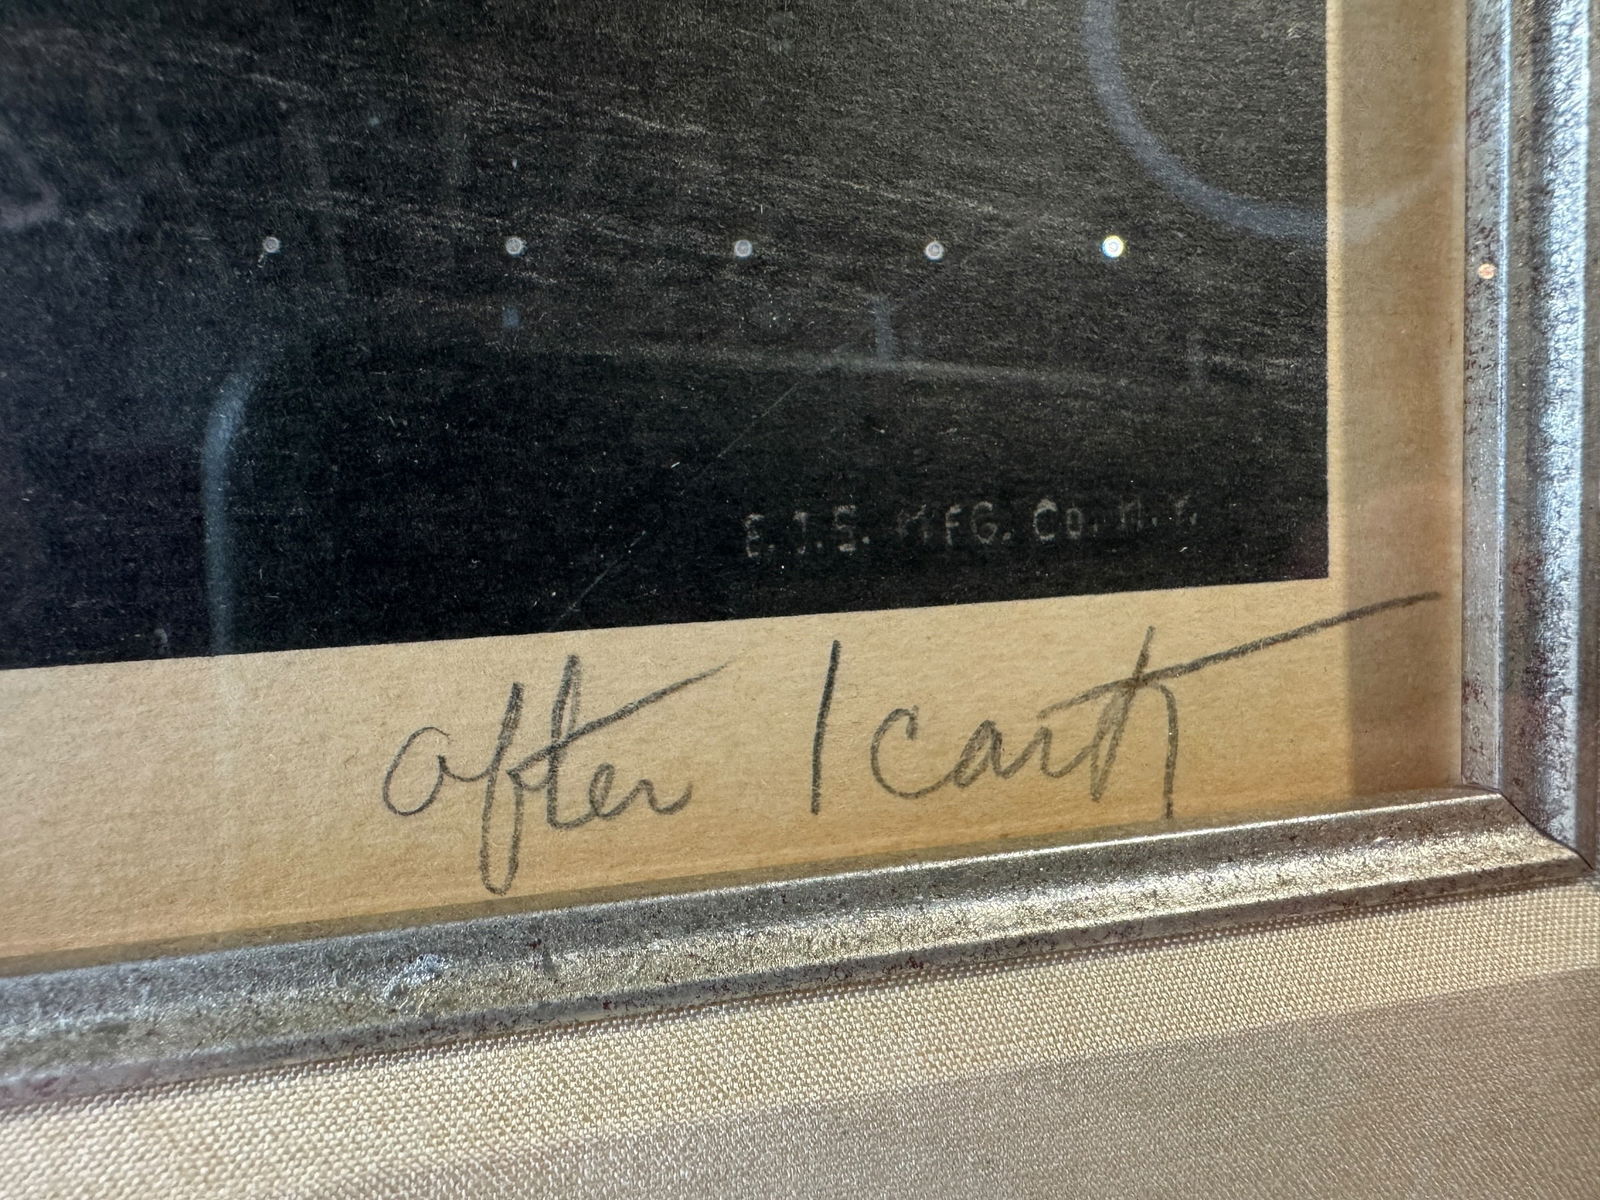 E.J.S. MFG. Co. N.Y.
after Icart